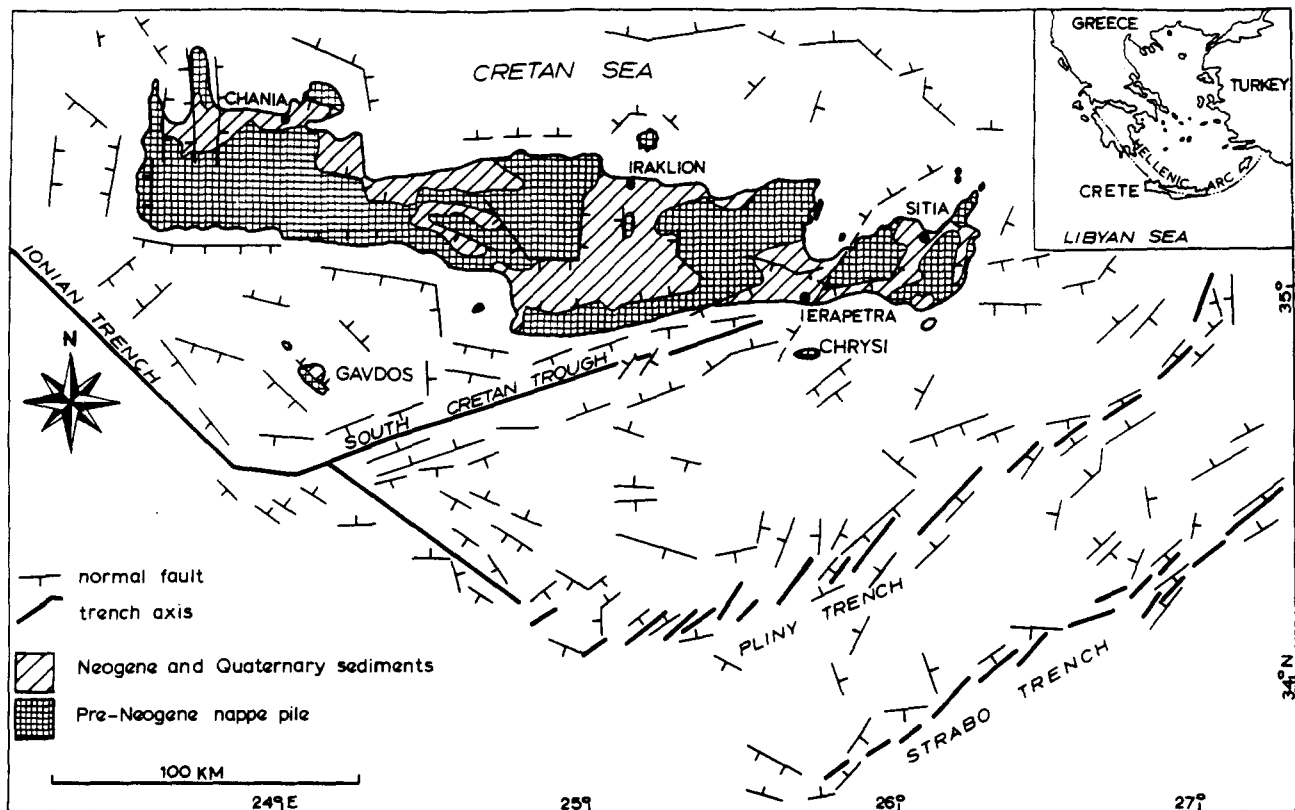 GREECE
TURKEY
HELLENIC ARC
CRETE
LIBYAN SEA
CRETAN SEA
CHANIA
IRAKLION
SITIA
IERAPETRA
CHRYSI
GAVDOS
IONIAN TRENCH
SOUTH CRETAN TROUGH
PLINY TRENCH
STRABO TRENCH
N
35°
34°N
normal fault
trench axis
Neogene and Quaternary sediments
Pre-Neogene nappe pile
100 KM
24°E
25°
26°
27°